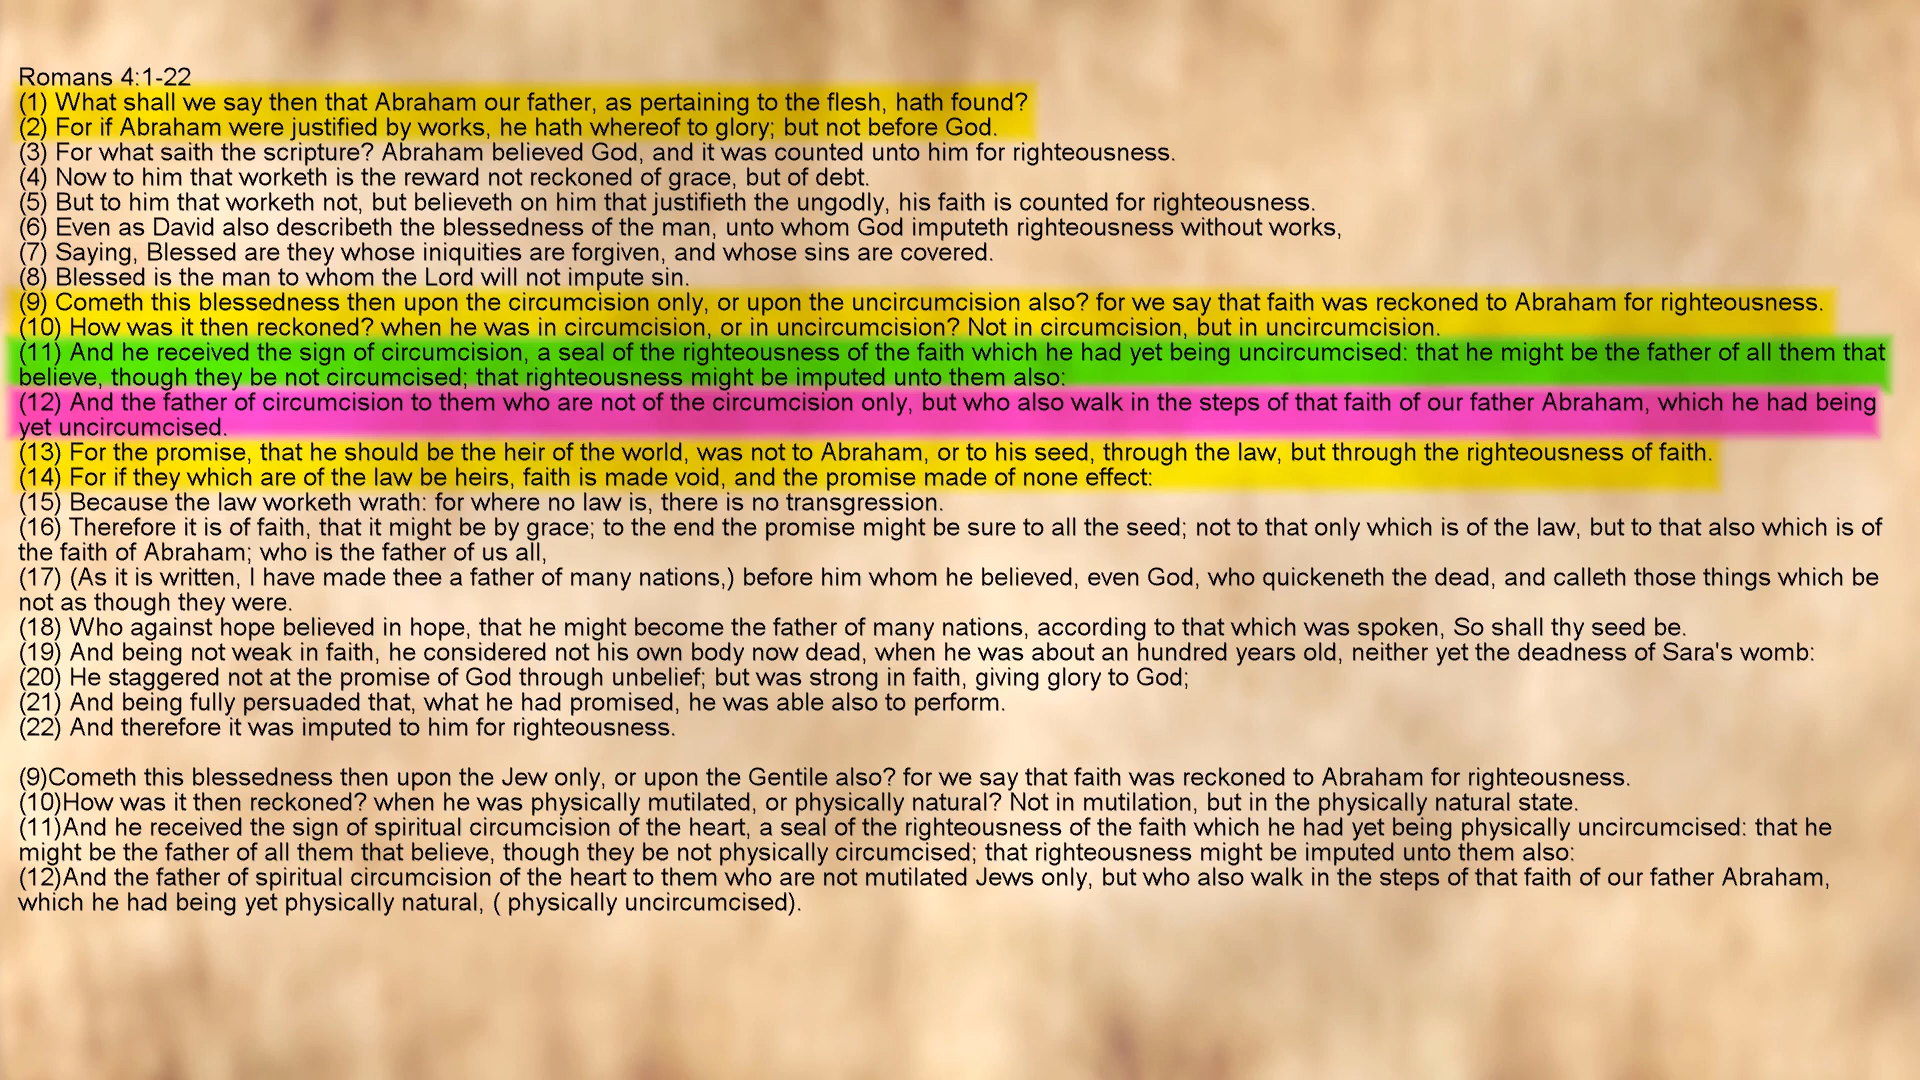 Romans 4:1-22
(1) What shall we say then that Abraham our father, as pertaining to the flesh, hath found?
(2) For if Abraham were justified by works, he hath whereof to glory; but not before God.
(3) For what saith the scripture? Abraham believed God, and it was counted unto him for righteousness.
(4) Now to him that worketh is the reward not reckoned of grace, but of debt.
(5) But to him that worketh not, but believeth on him that justifieth the ungodly, his faith is counted for righteousness.
(6) Even as David also describeth the blessedness of the man, unto whom God imputeth righteousness without works,
(7) Saying, Blessed are they whose iniquities are forgiven, and whose sins are covered.
(8) Blessed is the man to whom the Lord will not impute sin.
(9) Cometh this blessedness then upon the circumcision only, or upon the uncircumcision also? for we say that faith was reckoned to Abraham for righteousness.
(10) How was it then reckoned? when he was in circumcision, or in uncircumcision? Not in circumcision, but in uncircumcision.
(11) And he received the sign of circumcision, a seal of the righteousness of the faith which he had yet being uncircumcised: that he might be the father of all them that
believe, though they be not circumcised; that righteousness might be imputed unto them also:
(12) And the father of circumcision to them who are not of the circumcision only, but who also walk in the steps of that faith of our father Abraham, which he had being
yet uncircumcised.
(13) For the promise, that he should be the heir of the world, was not to Abraham, or to his seed, through the law, but through the righteousness of faith.
(14) For if they which are of the law be heirs, faith is made void, and the promise made of none effect:
(15) Because the law worketh wrath: for where no law is, there is no transgression.
(16) Therefore it is of faith, that it might be by grace; to the end the promise might be sure to all the seed; not to that only which is of the law, but to that also which is of
the faith of Abraham; who is the father of us all,
(17) (As it is written, I have made thee a father of many nations,) before him whom he believed, even God, who quickeneth the dead, and calleth those things which be
not as though they were.
(18) Who against hope believed in hope, that he might become the father of many nations, according to that which was spoken, So shall thy seed be.
(19) And being not weak in faith, he considered not his own body now dead, when he was about an hundred years old, neither yet the deadness of Sara's womb:
(20) He staggered not at the promise of God through unbelief; but was strong in faith, giving glory to God;
(21) And being fully persuaded that, what he had promised, he was able also to perform.
(22) And therefore it was imputed to him for righteousness.
(9)Cometh this blessedness then upon the Jew only, or upon the Gentile also? for we say that faith was reckoned to Abraham for righteousness.
(10)How was it then reckoned? when he was physically mutilated, or physically natural? Not in mutilation, but in the physically natural state.
(11)And he received the sign of spiritual circumcision of the heart, a seal of the righteousness of the faith which he had yet being physically uncircumcised: that he
might be the father of all them that believe, though they be not physically circumcised; that righteousness might be imputed unto them also:
(12)And the father of spiritual circumcision of the heart to them who are not mutilated Jews only, but who also walk in the steps of that faith of our father Abraham,
which he had being yet physically natural, ( physically uncircumcised).